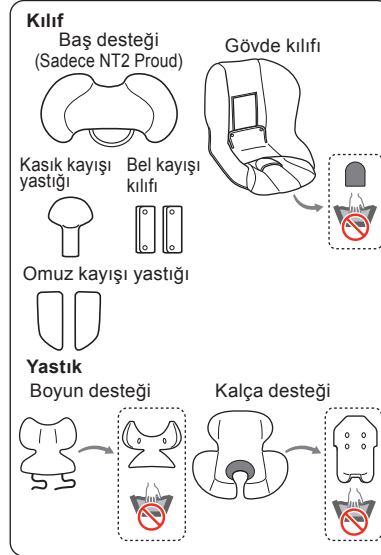 Kılıf
Baş desteği
(Sadece NT2 Proud)
Gövde kılıfı
Kasık kayışı
yastığı
Bel kayışı
kılıfı
Omuz kayışı yastığı
Yastık
Boyun desteği
Kalça desteği